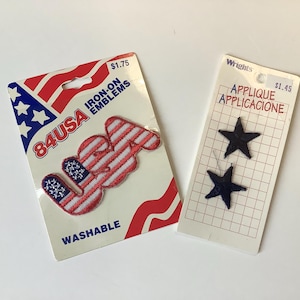 $1.75
84USA
IRON-ON
EMBLEMS
USA
WASHABLE
Wrights
$1.45
APPLIQUE
APPLICACIONE